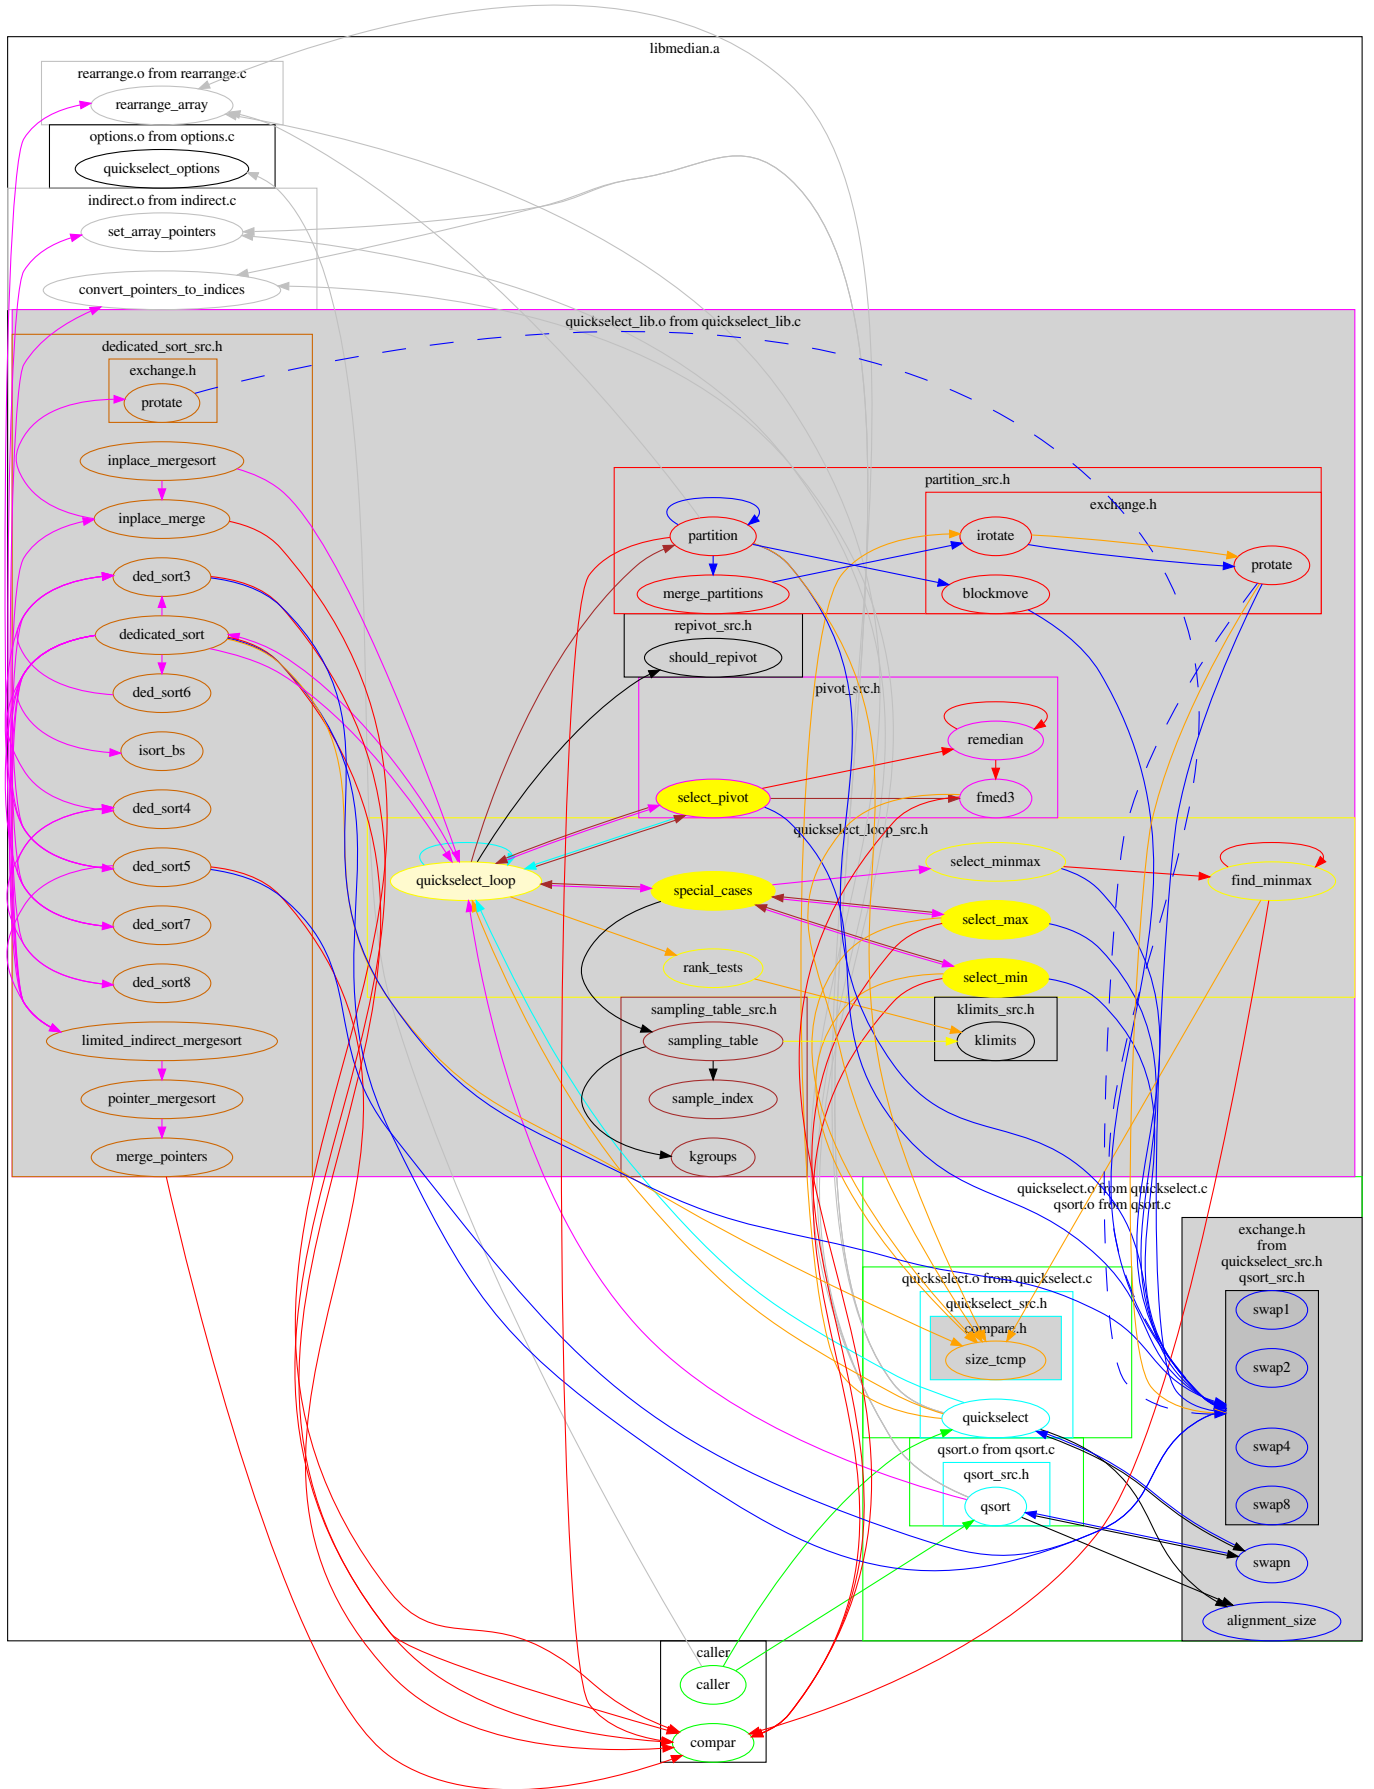 libmedian.a
rearrange.o from rearrange.c
rearrange_array
options.o from options.c
quickselect_options
indirect.o from indirect.c
set_array_pointers
convert_pointers_to_indices
quickselect_lib.o from quickselect_lib.c
dedicated_sort_src.h
exchange.h
protate
inplace_mergesort
inplace_merge
ded_sort3
dedicated_sort
ded_sort6
isort_bs
ded_sort4
ded_sort5
ded_sort7
ded_sort8
limited_indirect_mergesort
pointer_mergesort
merge_pointers
partition_src.h
exchange.h
partition
irotate
protate
merge_partitions
blockmove
repivot_src.h
should_repivot
pivot_src.h
remedian
select_pivot
fmed3
quickselect_loop_src.h
quickselect_loop
select_minmax
find_minmax
special_cases
select_max
rank_tests
select_min
sampling_table_src.h
klimits_src.h
sampling_table
klimits
sample_index
kgroups
quickselect.o from quickselect.c
qsort.o from qsort.c
exchange.h
from
quickselect_src.h
qsort_src.h
swap1
swap2
swap4
swap8
swapn
alignment_size
quickselect.o from quickselect.c
quickselect_src.h
compare.h
size_tcmp
quickselect
qsort.o from qsort.c
qsort_src.h
qsort
caller
caller
compar